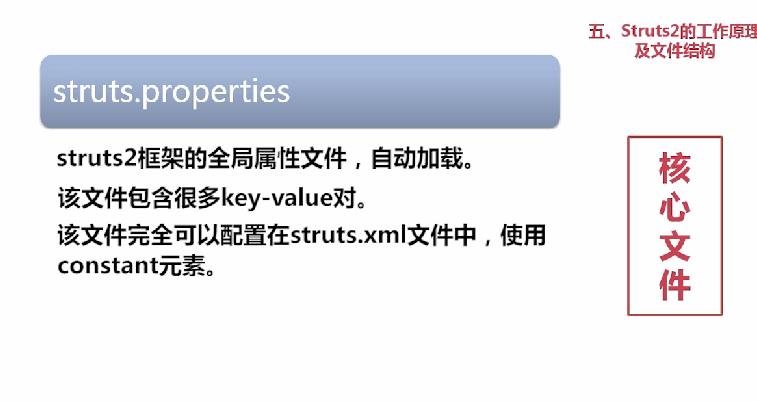 五、Struts2的工作原理
及文件结构
struts.properties
struts2框架的全局属性文件，自动加载。
该文件包含很多key-value对。
该文件完全可以配置在struts.xml文件中，使用
constant元素。
核
心
文
件